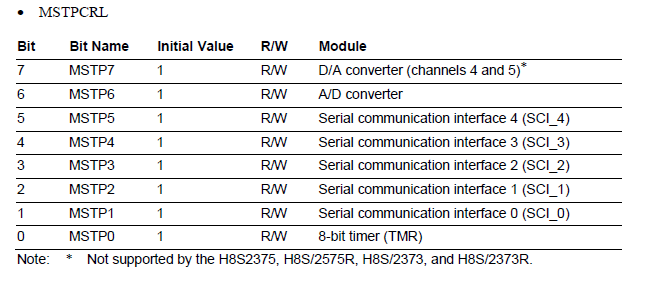 • MSTPCRL
Bit Bit Name Initial Value R/W Module
7 MSTP7 1 R/W D/A converter (channels 4 and 5)*
6 MSTP6 1 R/W A/D converter
5 MSTP5 1 R/W Serial communication interface 4 (SCI_4)
4 MSTP4 1 R/W Serial communication interface 3 (SCI_3)
3 MSTP3 1 R/W Serial communication interface 2 (SCI_2)
2 MSTP2 1 R/W Serial communication interface 1 (SCI_1)
1 MSTP1 1 R/W Serial communication interface 0 (SCI_0)
0 MSTP0 1 R/W 8-bit timer (TMR)
Note: * Not supported by the H8S2375, H8S/2575R, H8S/2373, and H8S/2373R.